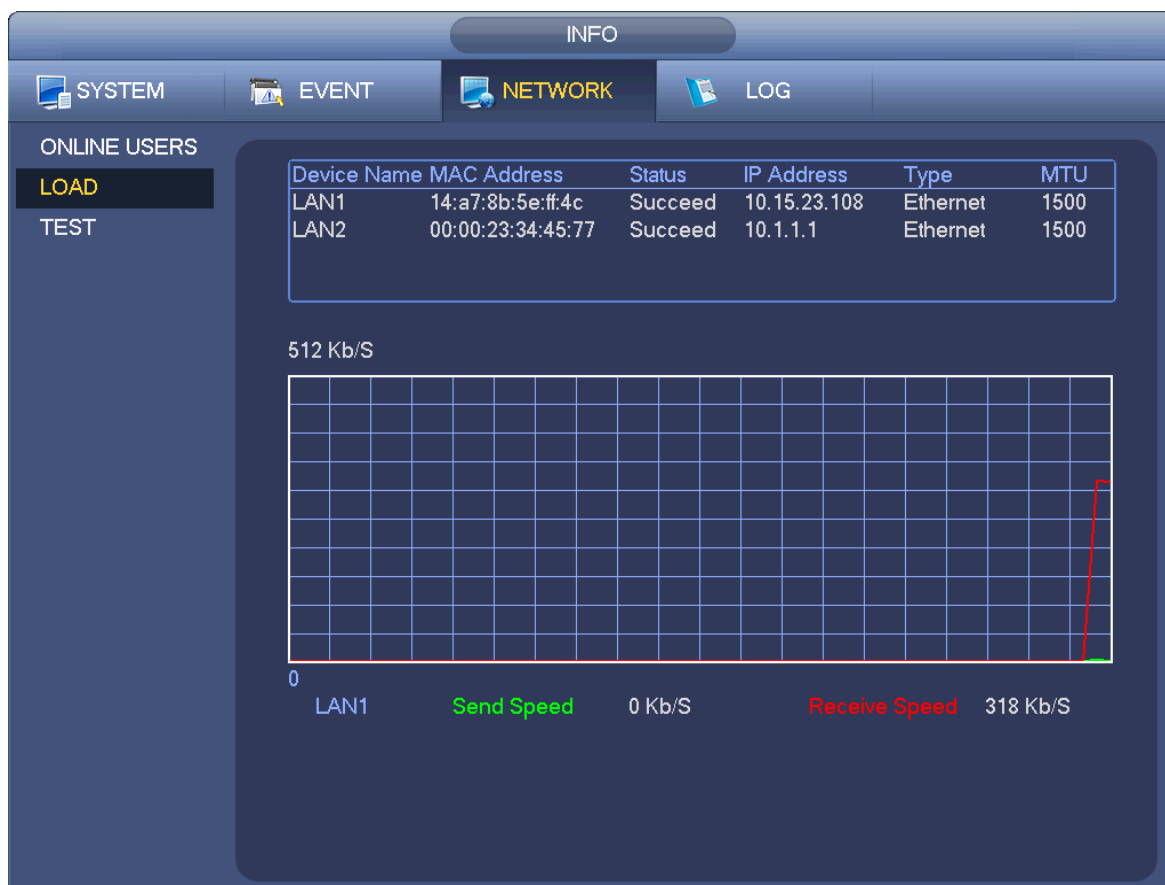 INFO
SYSTEM EVENT NETWORK LOG
ONLINE USERS
LOAD
TEST
Device Name MAC Address Status IP Address Type MTU
LAN1 14:a7:8b:5e:ff:4c Succeed 10.15.23.108 Ethernet 1500
LAN2 00:00:23:34:45:77 Succeed 10.1.1.1 Ethernet 1500
512 Kb/S
0
LAN1 Send Speed 0 Kb/S Receive Speed 318 Kb/S